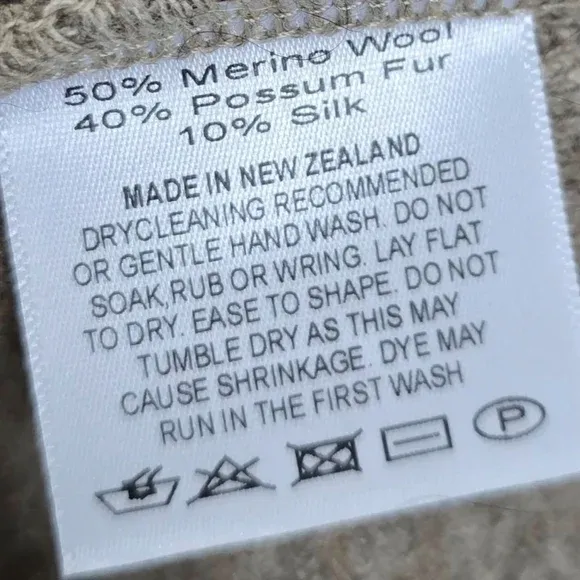 50% Merino Wool
40% Possum Fur
10% Silk
MADE IN NEW ZEALAND
DRYCLEANING RECOMMENDED
OR GENTLE HAND WASH. DO NOT
SOAK,RUB OR WRING. LAY FLAT
TO DRY. EASE TO SHAPE. DO NOT
TUMBLE DRY AS THIS MAY
CAUSE SHRINKAGE. DYE MAY
RUN IN THE FIRST WASH
P